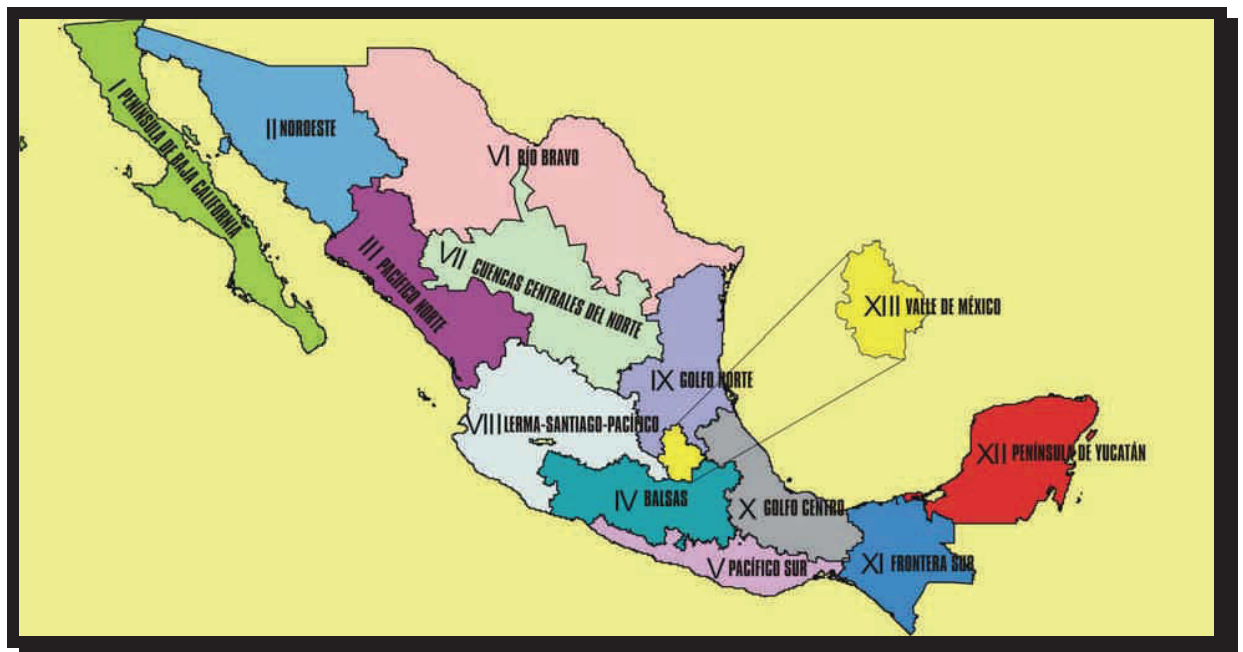 I PENÍNSULA DE BAJA CALIFORNIA
II NOROESTE
III PACÍFICO NORTE
IV BALSAS
V PACÍFICO SUR
VI RÍO BRAVO
VII CUENCAS CENTRALES DEL NORTE
VIII LERMA-SANTIAGO-PACÍFICO
IX GOLFO NORTE
X GOLFO CENTRO
XI FRONTERA SUR
XII PENÍNSULA DE YUCATÁN
XIII VALLE DE MÉXICO